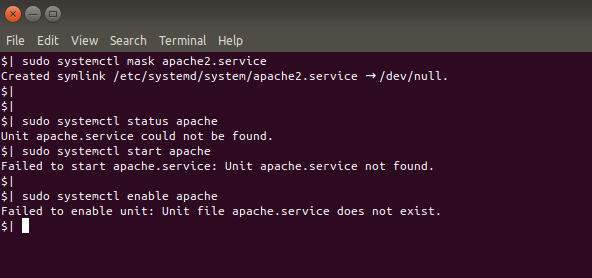 File Edit View Search Terminal Help
$| sudo systemctl mask apache2.service
Created symlink /etc/systemd/system/apache2.service → /dev/null.
$|
$|
$| sudo systemctl status apache
Unit apache.service could not be found.
$| sudo systemctl start apache
Failed to start apache.service: Unit apache.service not found.
$|
$| sudo systemctl enable apache
Failed to enable unit: Unit file apache.service does not exist.
$|